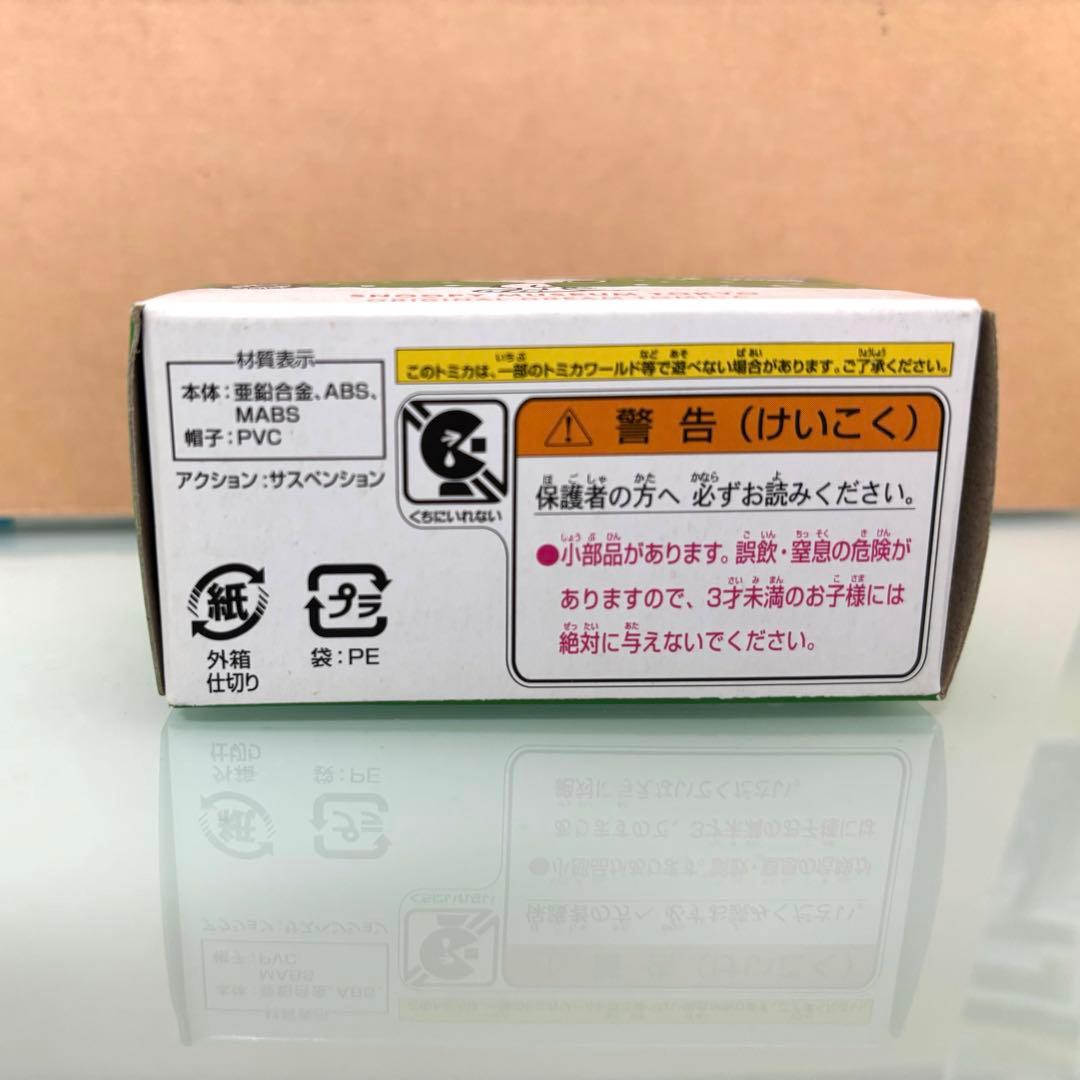 SNOOPY MUSEUM TOKYO
材質表示
本体：亜鉛合金、ABS、
MABS
帽子：PVC
アクション：サスペンション
紙
外箱
仕切り
プラ
袋：PE
このトミカは、一部のトミカワールド等で遊べない場合があります。ご了承ください。
くちにいれない
警告（けいこく）
保護者の方へ 必ずお読みください。
●小部品があります。誤飲・窒息の危険が
ありますので、3才未満のお子様には
絶対に与えないでください。